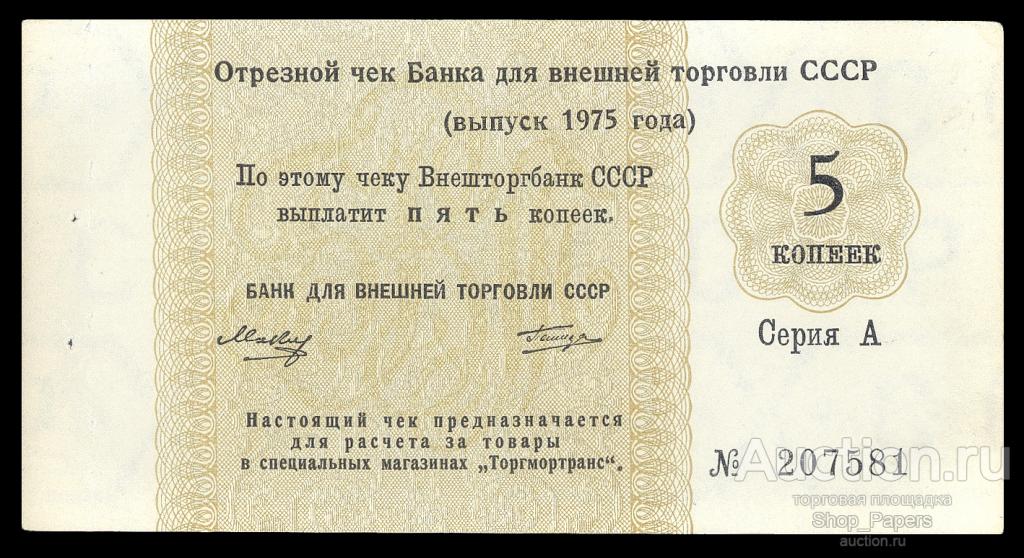 Отрезной чек Банка для внешней торговли СССР
(выпуск 1975 года)
По этому чеку Внешторгбанк СССР
выплатит ПЯТЬ копеек.
5
КОПЕЕК
БАНК ДЛЯ ВНЕШНЕЙ ТОРГОВЛИ СССР
Серия А
Настоящий чек предназначается
для расчета за товары
в специальных магазинах „Торгмортранс“.
№ 207581
Auction.ru
торговая площадка
Shop_Papers
auction.ru